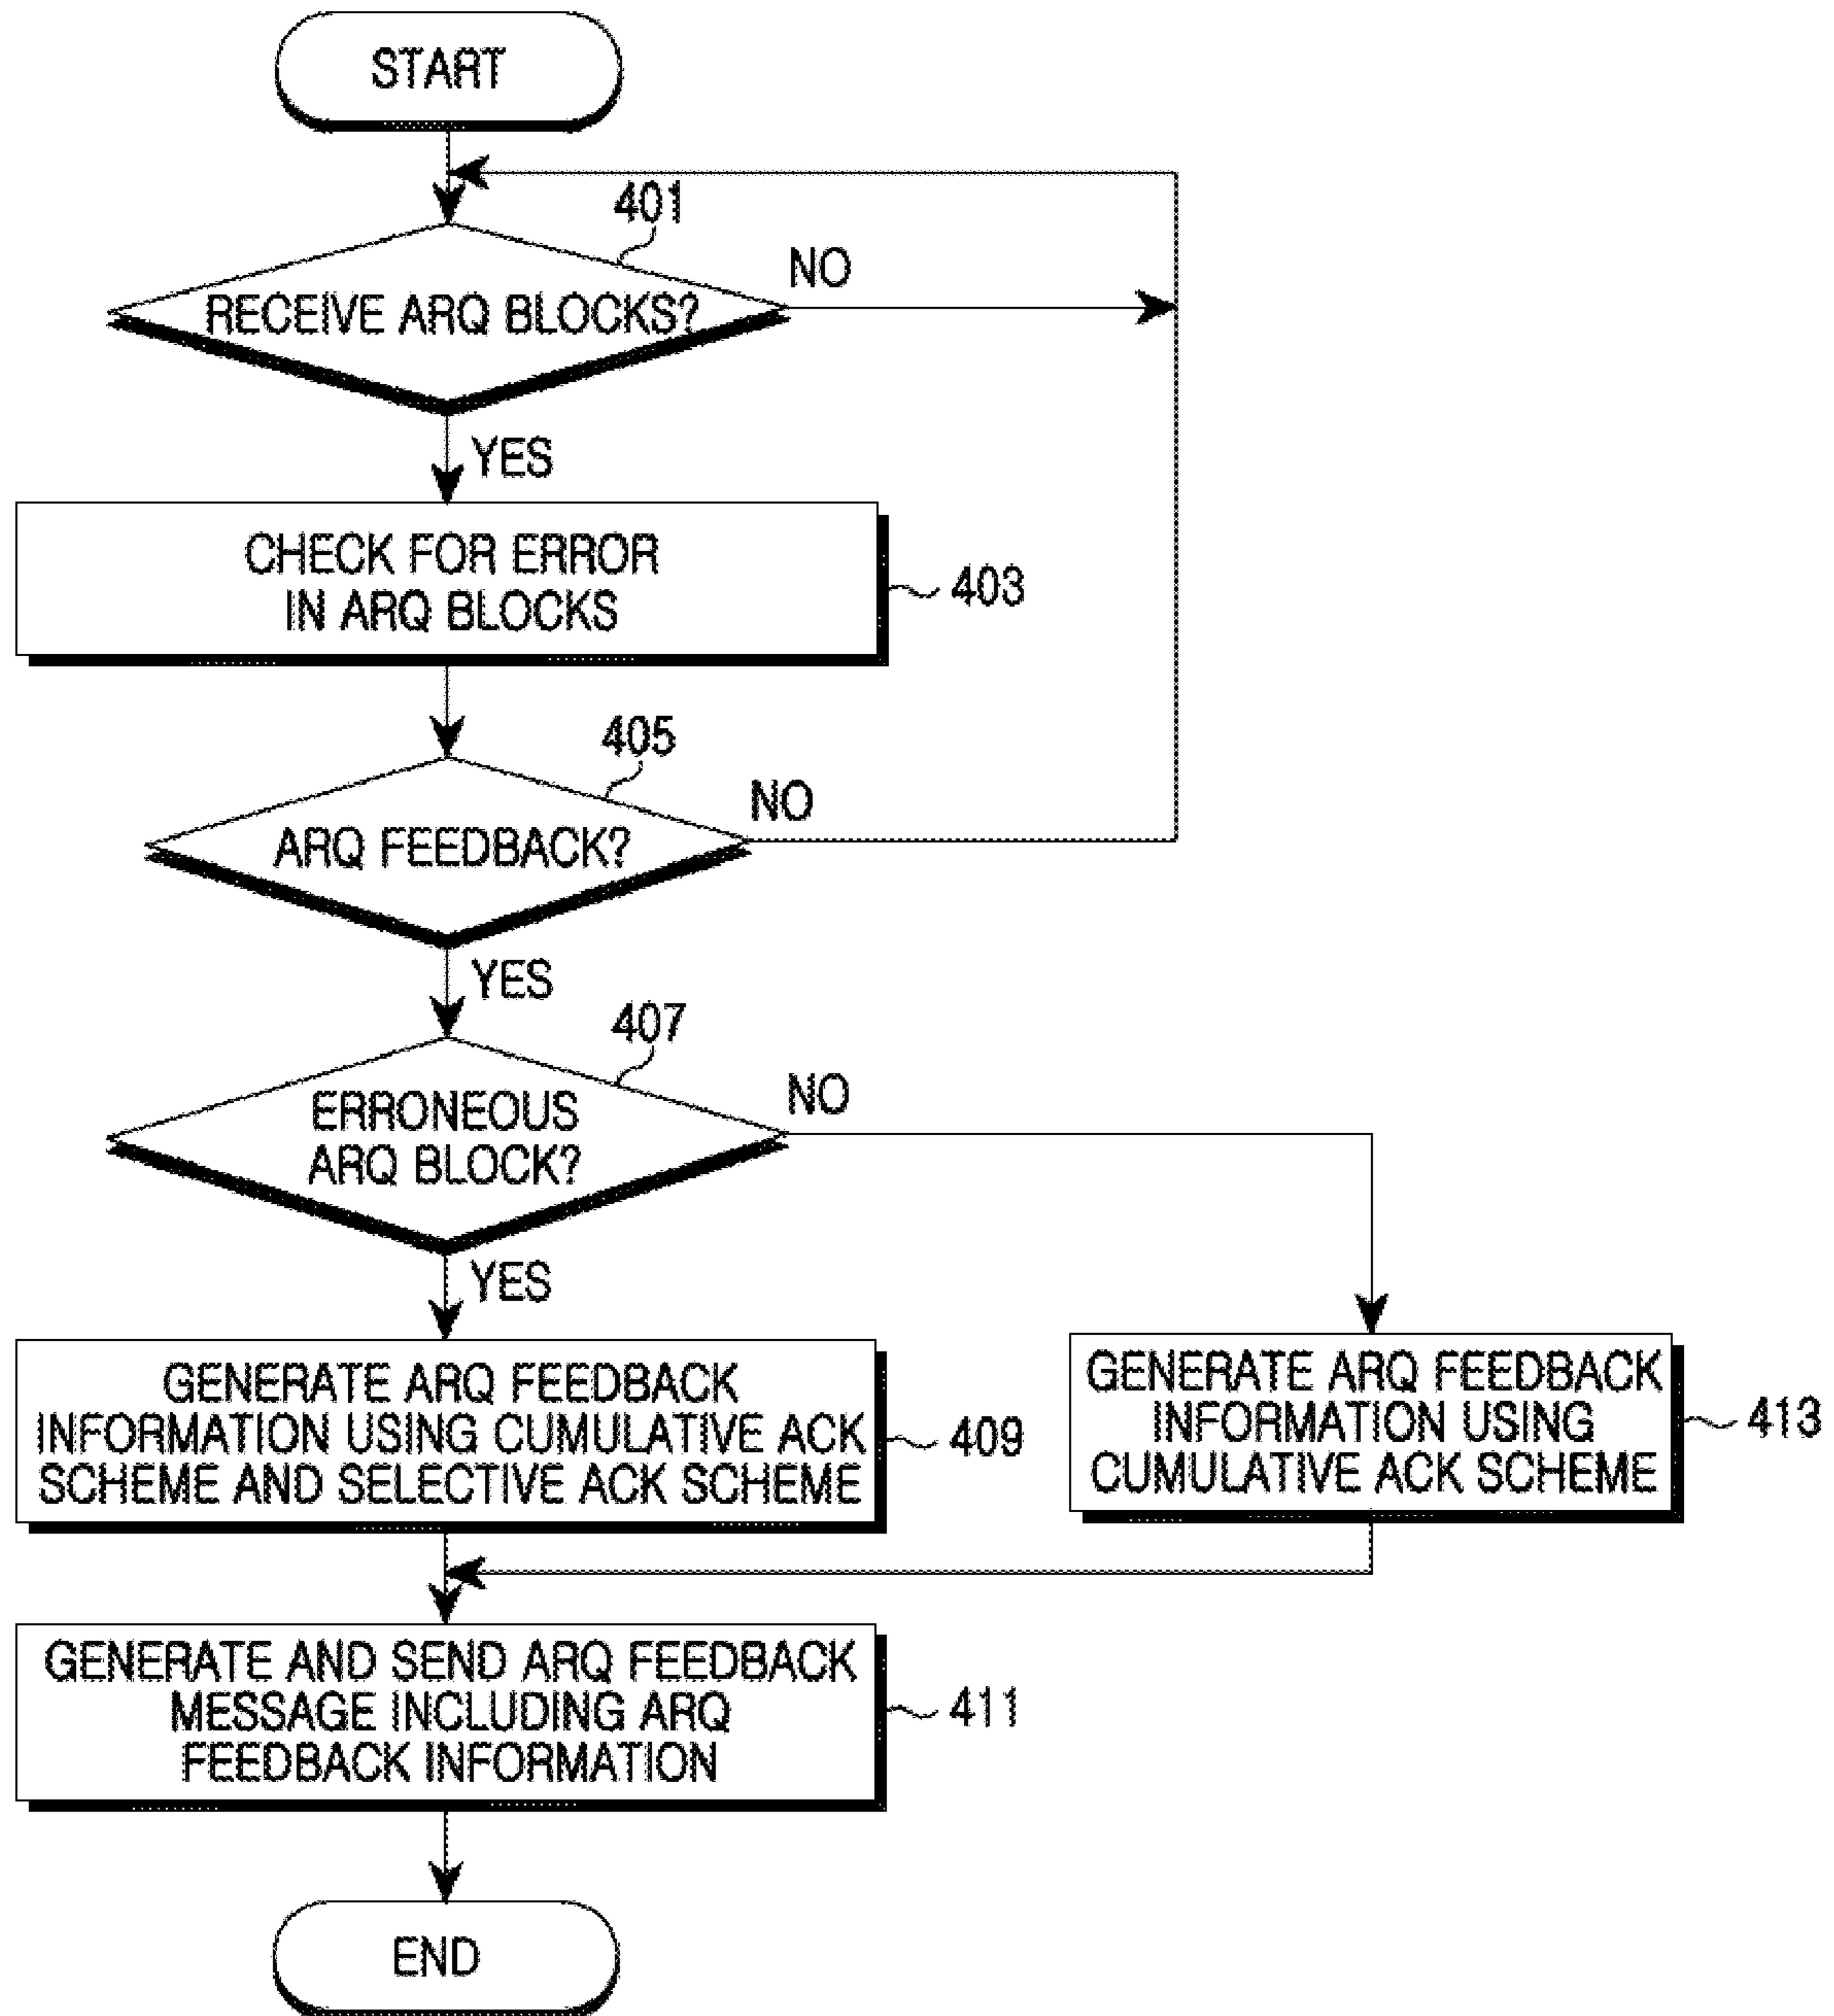 START
401
NO
RECEIVE ARQ BLOCKS?
YES
CHECK FOR ERROR
IN ARQ BLOCKS
403
405
NO
ARQ FEEDBACK?
YES
407
NO
ERRONEOUS
ARQ BLOCK?
YES
GENERATE ARQ FEEDBACK
INFORMATION USING CUMULATIVE ACK
SCHEME AND SELECTIVE ACK SCHEME
409
GENERATE ARQ FEEDBACK
INFORMATION USING
CUMULATIVE ACK SCHEME
413
GENERATE AND SEND ARQ FEEDBACK
MESSAGE INCLUDING ARQ
FEEDBACK INFORMATION
411
END